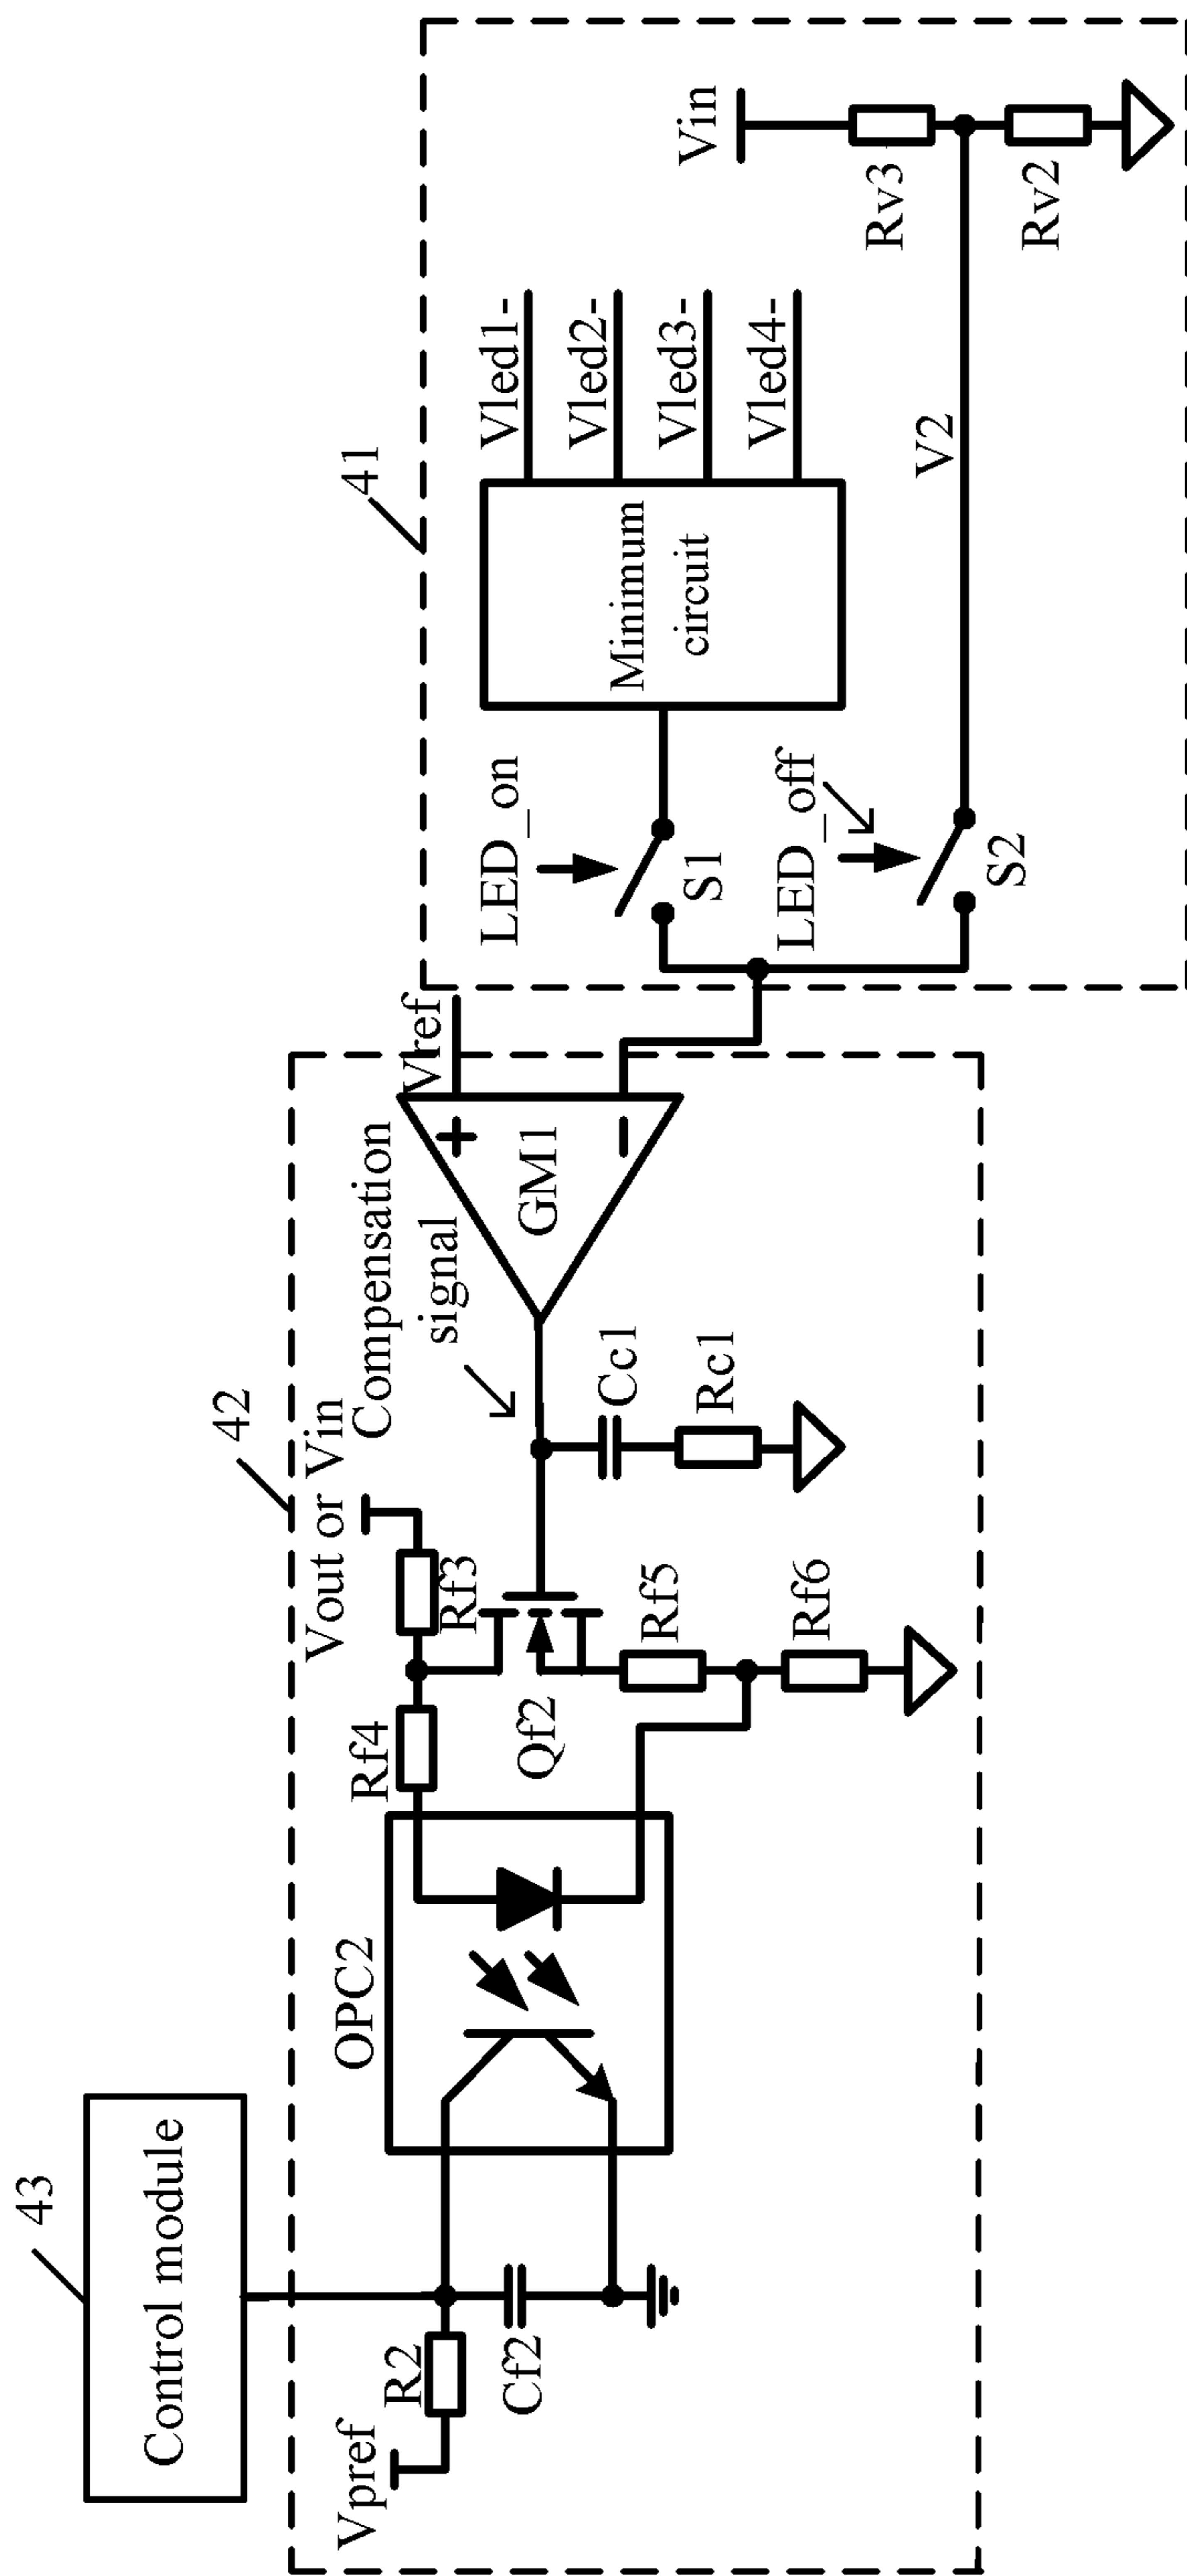 43
Control module
Vpref
R2
Cf2
OPC2
42
Vout or Vin
Rf3
Rf4
Qf2
Rf5
Rf6
Compensation
signal
Cc1
Rc1
GM1
+
−
Vref
41
LED_on
S1
LED_off
S2
Minimum
circuit
Vled1-
Vled2-
Vled3-
Vled4-
V2
Vin
Rv3
Rv2